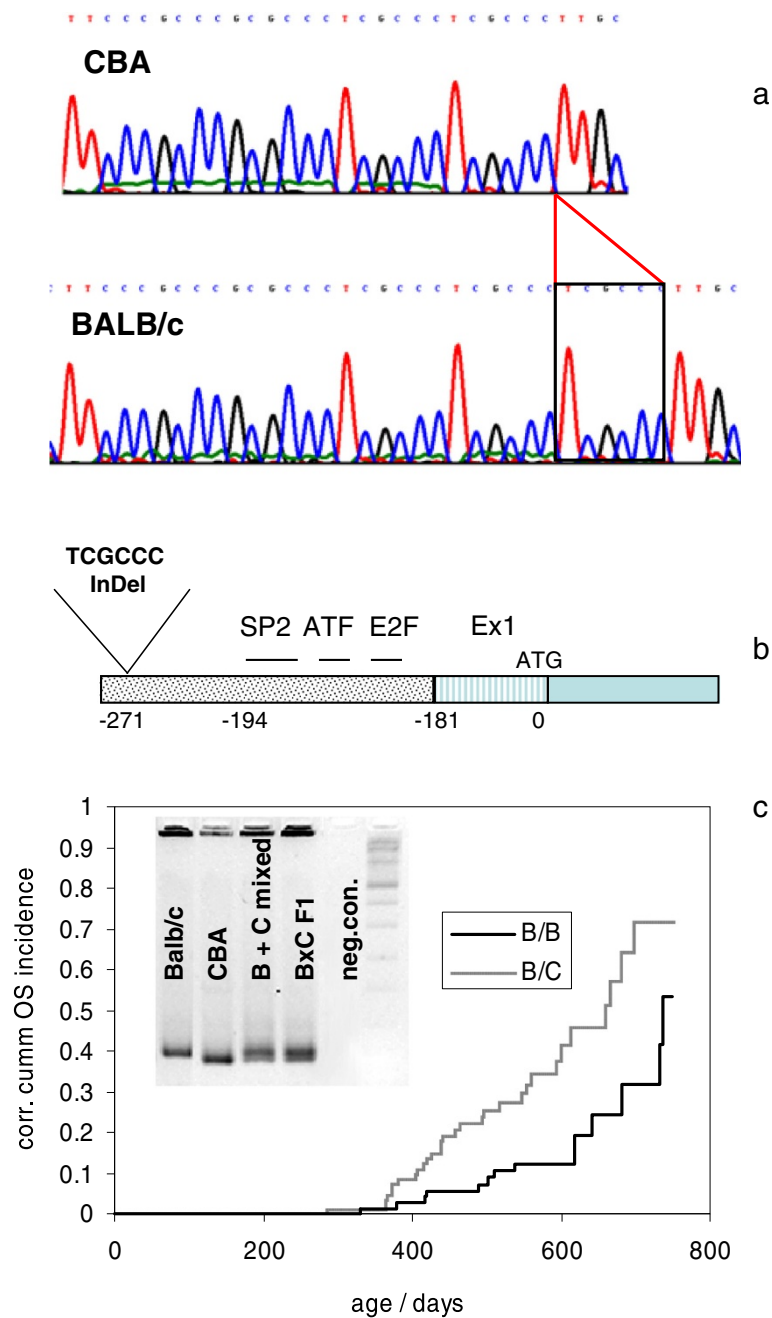 T T C C C G C C C G C G C C C T C G C C C T C G C C C T T G C
CBA
a
C T T C C C G C C C G C G C C C T C G C C C T C G C C C T C G C C C T T G C
BALB/c
TCGCCC
InDel
SP2 ATF E2F Ex1
ATG
b
-271 -194 -181 0
c
corr. cumm OS incidence
1
0.9
0.8
0.7
0.6
0.5
0.4
0.3
0.2
0.1
0
Balb/c
CBA
B + C mixed
BxC F1
neg.con.
B/B
B/C
0 200 400 600 800
age / days